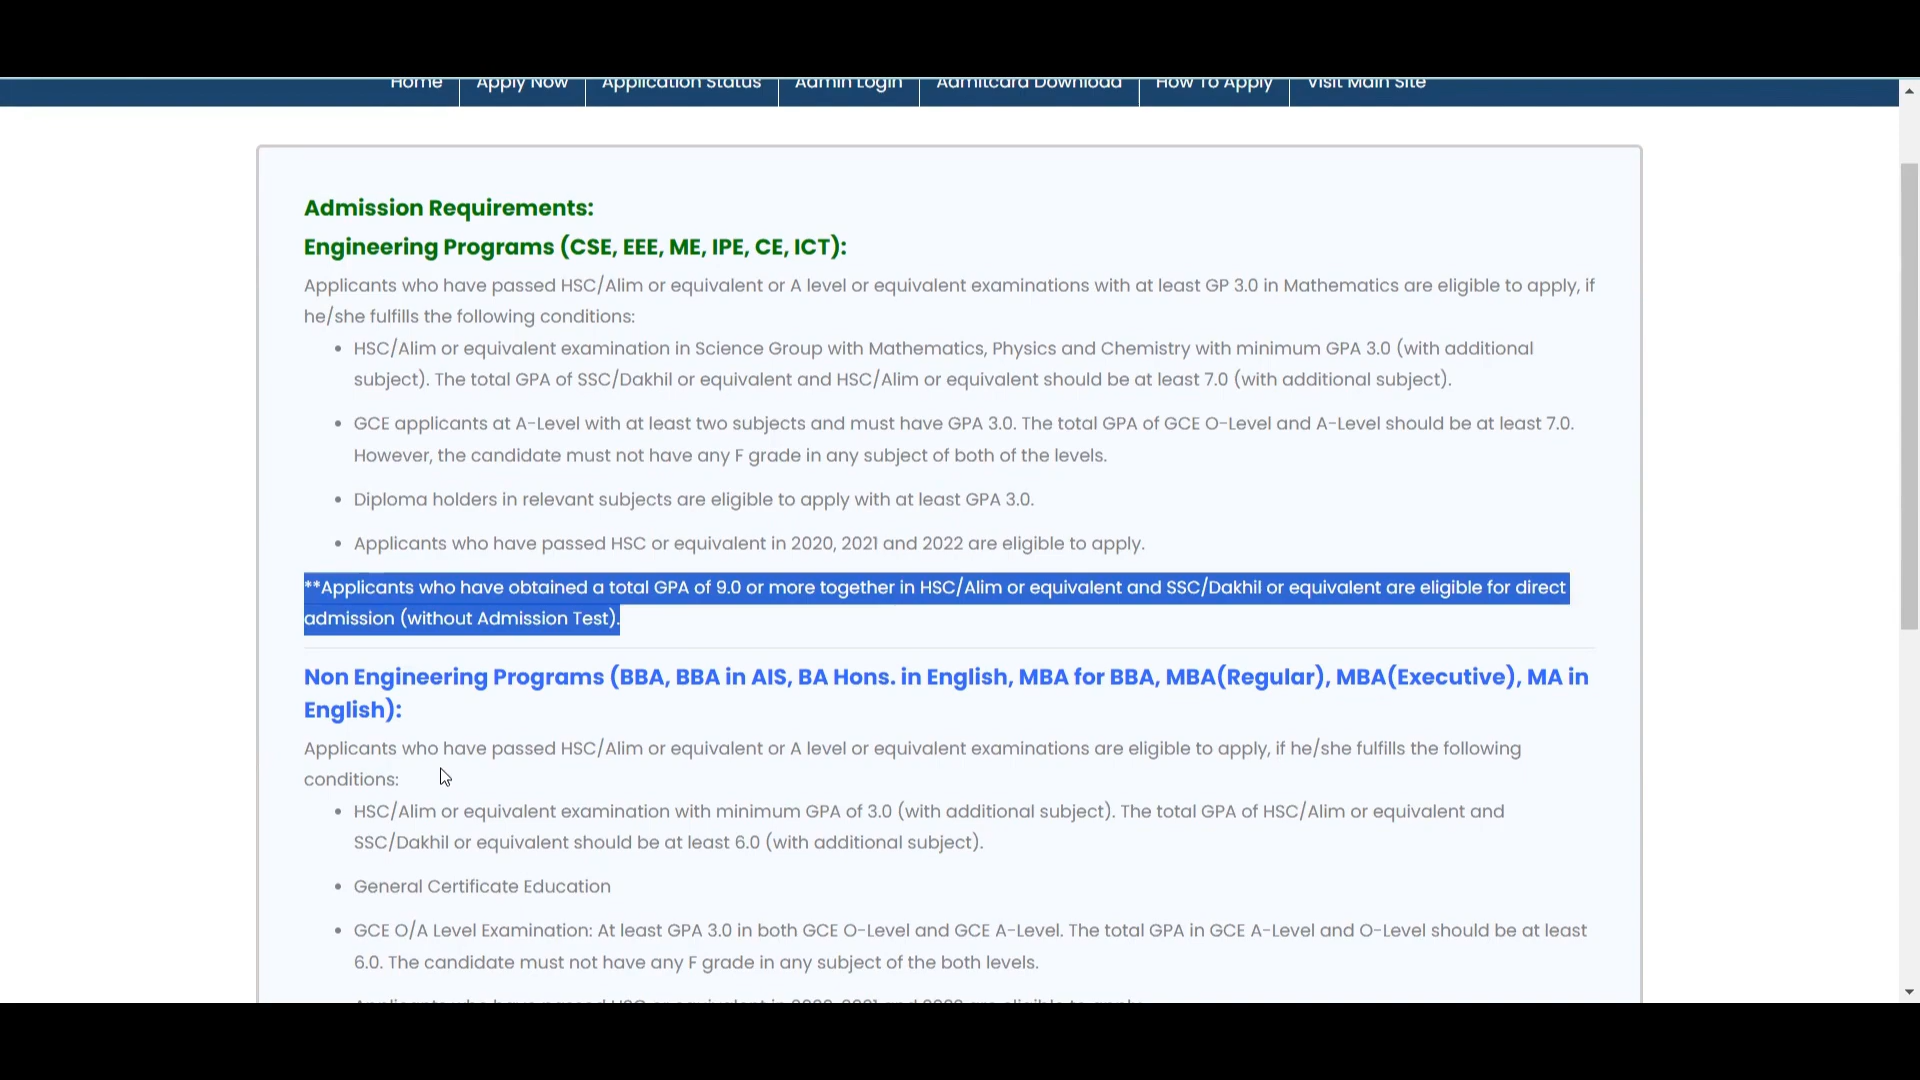 Home
Apply Now
Application Status
Admin Login
Admitcard Download
How To Apply
Visit Main Site
Admission Requirements:
Engineering Programs (CSE, EEE, ME, IPE, CE, ICT):
Applicants who have passed HSC/Alim or equivalent or A level or equivalent examinations with at least GP 3.0 in Mathematics are eligible to apply, if
he/she fulfills the following conditions:
• HSC/Alim or equivalent examination in Science Group with Mathematics, Physics and Chemistry with minimum GPA 3.0 (with additional
subject). The total GPA of SSC/Dakhil or equivalent and HSC/Alim or equivalent should be at least 7.0 (with additional subject).
• GCE applicants at A-Level with at least two subjects and must have GPA 3.0. The total GPA of GCE O-Level and A-Level should be at least 7.0.
However, the candidate must not have any F grade in any subject of both of the levels.
• Diploma holders in relevant subjects are eligible to apply with at least GPA 3.0.
• Applicants who have passed HSC or equivalent in 2020, 2021 and 2022 are eligible to apply.
**Applicants who have obtained a total GPA of 9.0 or more together in HSC/Alim or equivalent and SSC/Dakhil or equivalent are eligible for direct
admission (without Admission Test).
Non Engineering Programs (BBA, BBA in AIS, BA Hons. in English, MBA for BBA, MBA(Regular), MBA(Executive), MA in
English):
Applicants who have passed HSC/Alim or equivalent or A level or equivalent examinations are eligible to apply, if he/she fulfills the following
conditions:
• HSC/Alim or equivalent examination with minimum GPA of 3.0 (with additional subject). The total GPA of HSC/Alim or equivalent and
SSC/Dakhil or equivalent should be at least 6.0 (with additional subject).
• General Certificate Education
• GCE O/A Level Examination: At least GPA 3.0 in both GCE O-Level and GCE A-Level. The total GPA in GCE A-Level and O-Level should be at least
6.0. The candidate must not have any F grade in any subject of the both levels.